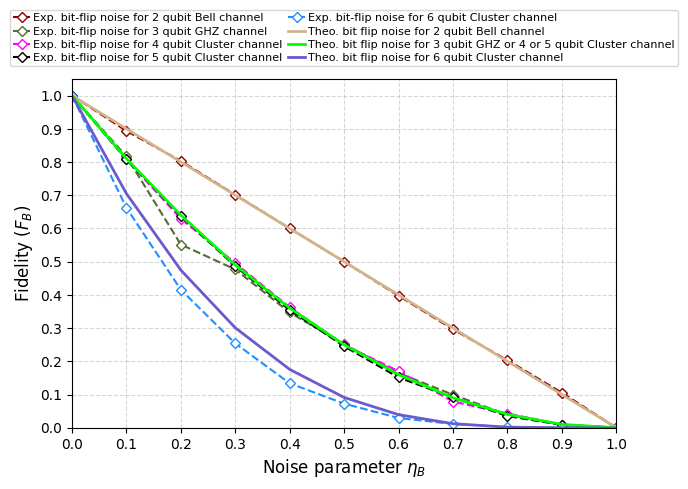 Exp. bit-flip noise for 2 qubit Bell channel
Exp. bit-flip noise for 3 qubit GHZ channel
Exp. bit-flip noise for 4 qubit Cluster channel
Exp. bit-flip noise for 5 qubit Cluster channel
Exp. bit-flip noise for 6 qubit Cluster channel
Theo. bit flip noise for 2 qubit Bell channel
Theo. bit flip noise for 3 GHZ or 4 or 5 qubit Cluster channel
Theo. bit flip noise for 6 qubit Cluster channel
Fidelity (F_B)
1.0
0.9
0.8
0.7
0.6
0.5
0.4
0.3
0.2
0.1
0.0
0.0 0.1 0.2 0.3 0.4 0.5 0.6 0.7 0.8 0.9 1.0
Noise parameter η_B